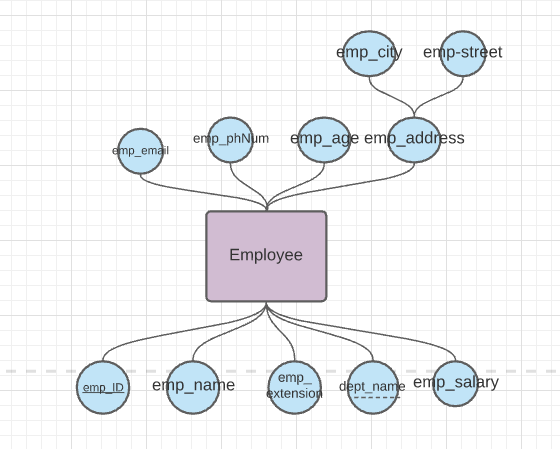 emp_city
emp-street
emp_email
emp_phNum
emp_age
emp_address
Employee
emp_ID
emp_name
emp_
extension
dept_name
emp_salary